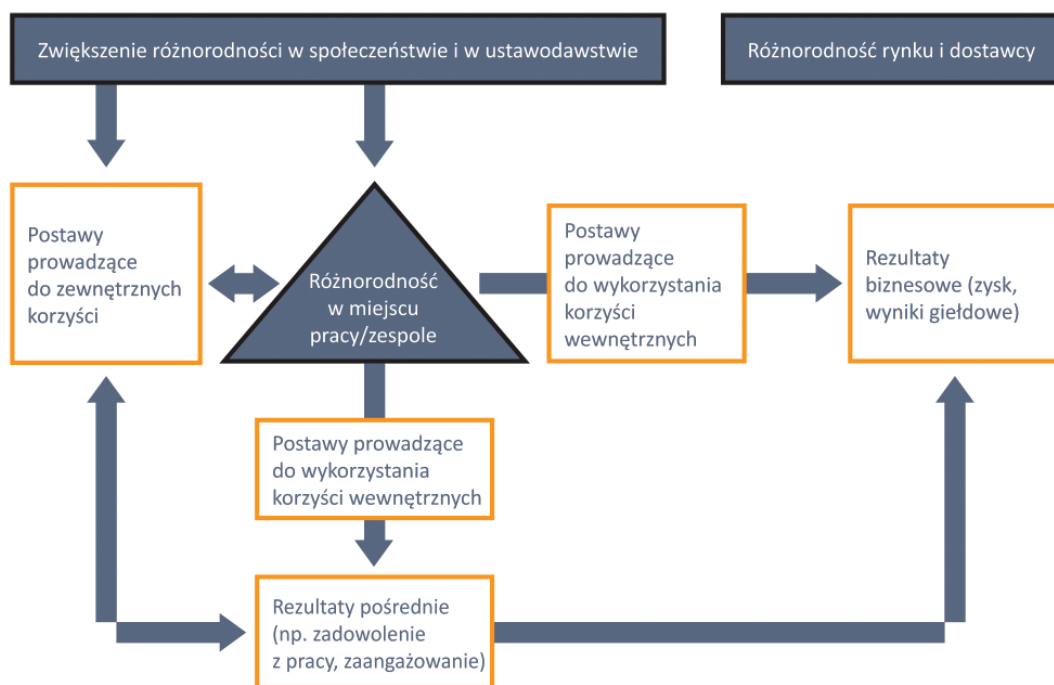 Zwiększenie różnorodności w społeczeństwie i w ustawodawstwie
Różnorodność rynku i dostawcy
Postawy
prowadzące
do zewnętrznych
korzyści
Różnorodność
w miejscu
pracy/zespole
Postawy
prowadzące
do wykorzystania
korzyści
wewnętrznych
Rezultaty
biznesowe (zysk,
wyniki giełdowe)
Postawy prowadzące
do wykorzystania
korzyści wewnętrznych
Rezultaty pośrednie
(np. zadowolenie
z pracy, zaangażowanie)